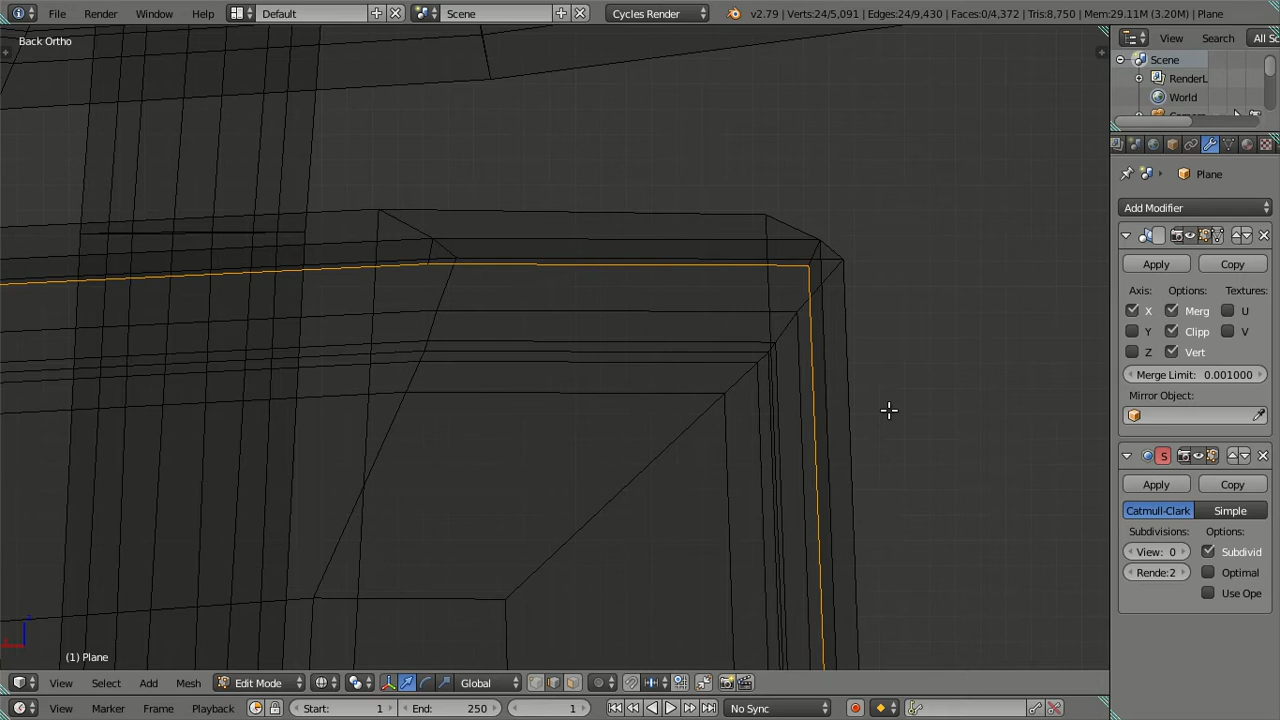 File Render Window Help Default Scene Cycles Render v2.79 | Verts:24/5,091 | Edges:24/9,430 | Faces:0/4,372 | Tris:8,750 | Mem:29.11M (3.20M) | Plane
Back Ortho
View Search All Sc
Scene
RenderL
World
Plane
Add Modifier
Apply Copy
Axis: Options: Textures:
X Merg U
Y Clipp V
Z Vert
Merge Limit: 0.001000
Mirror Object:
S
Apply Copy
Catmull-Clark Simple
Subdivisions: Options:
View: 0 Subdivid
Rende:2 Optimal
Use Ope
(1) Plane
View Select Add Mesh Edit Mode Global
View Marker Frame Playback Start: 1 End: 250 1 No Sync